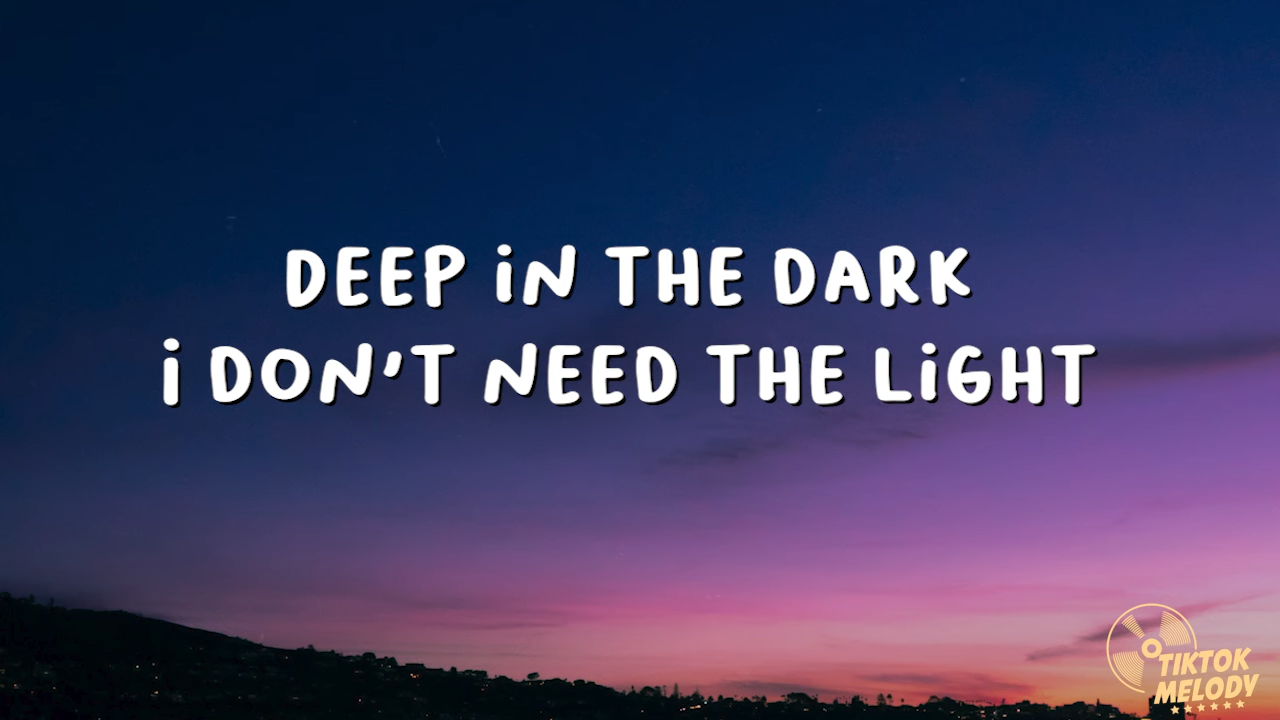 DEEP iN THE DARK
i DON'T NEED THE LiGHT
TIKTOK
MELODY